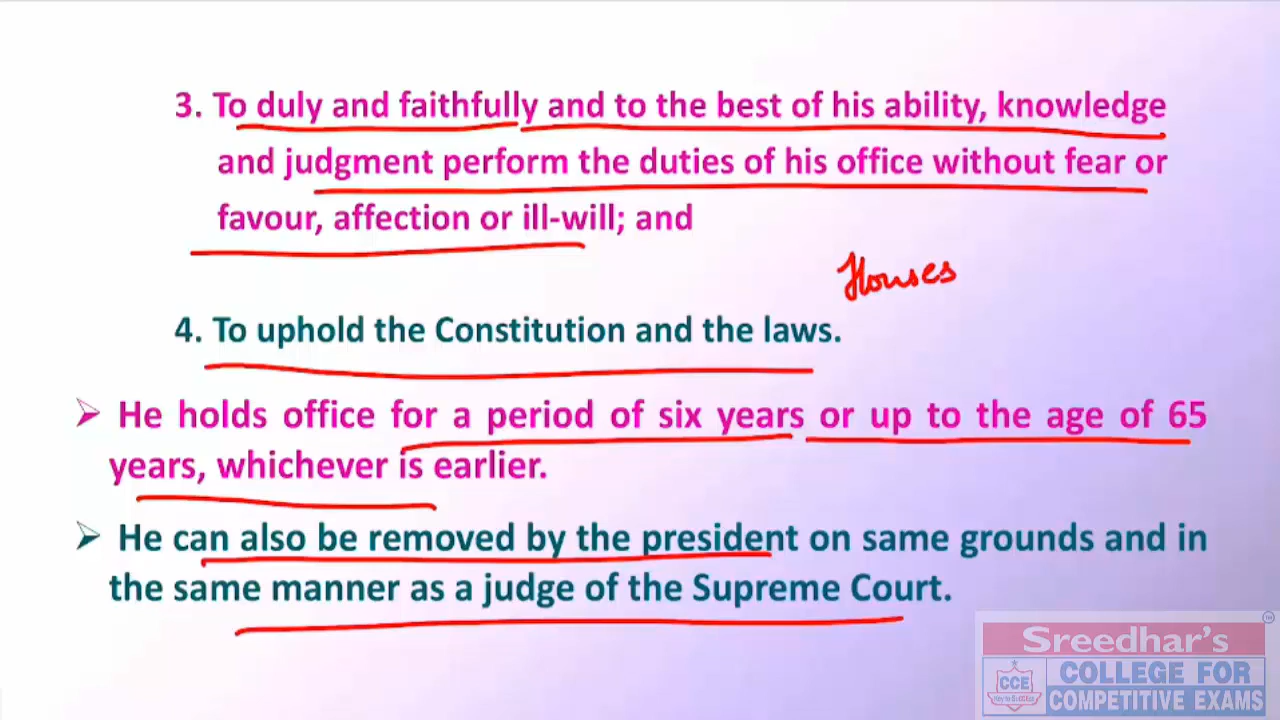 3. To duly and faithfully and to the best of his ability, knowledge
and judgment perform the duties of his office without fear or
favour, affection or ill-will; and
Houses
4. To uphold the Constitution and the laws.
➢ He holds office for a period of six years or up to the age of 65
years, whichever is earlier.
➢ He can also be removed by the president on same grounds and in
the same manner as a judge of the Supreme Court.
Sreedhar's
CCE
COLLEGE FOR
COMPETITIVE EXAMS
Key to Success
TM